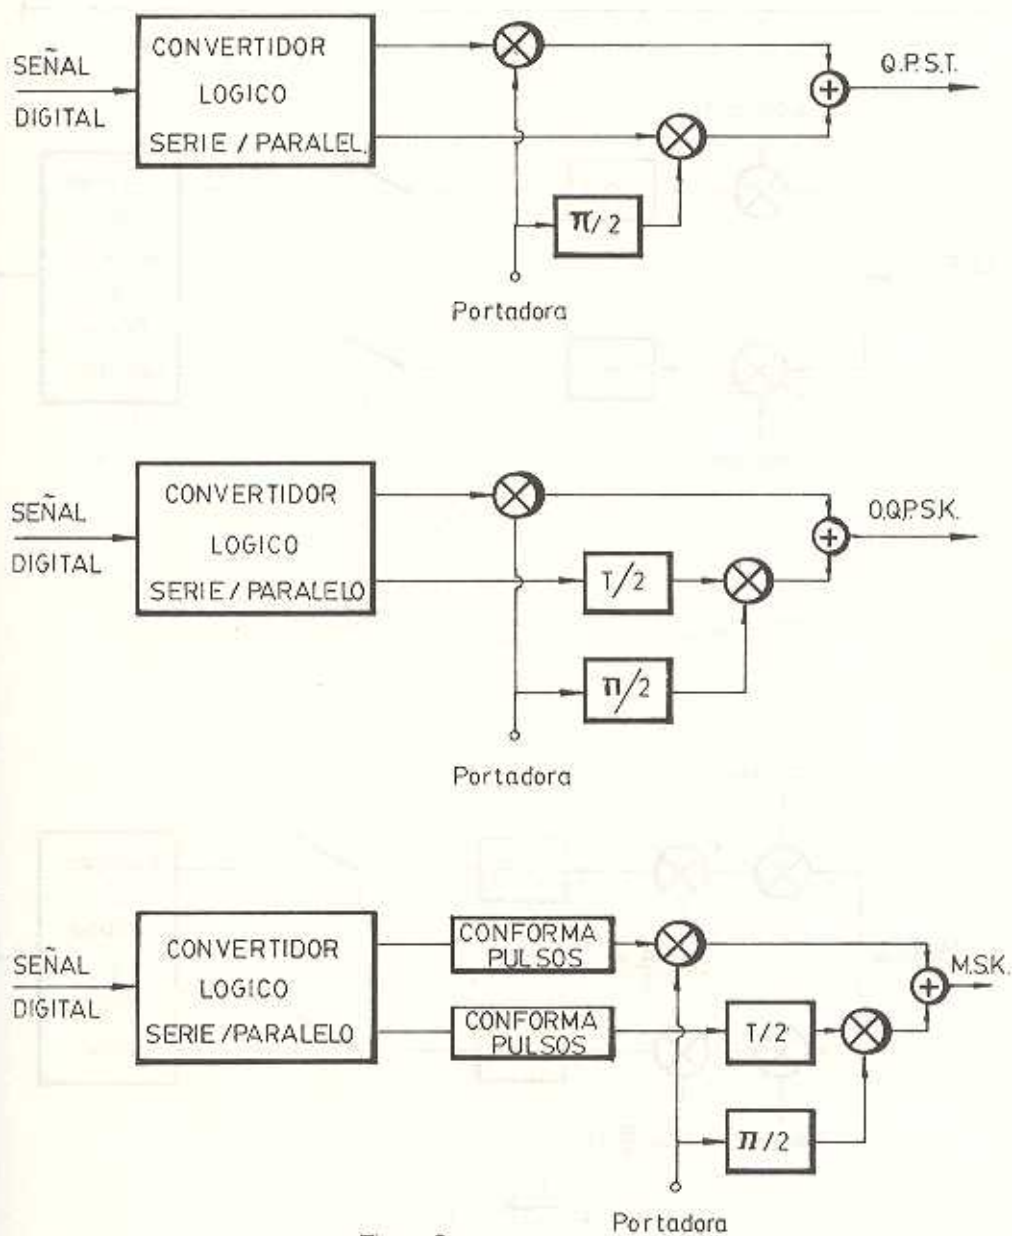 SEÑAL
DIGITAL
CONVERTIDOR
LOGICO
SERIE / PARALEL.
π/2
Portadora
Q.P.S.T.
SEÑAL
DIGITAL
CONVERTIDOR
LOGICO
SERIE / PARALELO
T/2
π/2
Portadora
O.Q.P.S.K.
SEÑAL
DIGITAL
CONVERTIDOR
LOGICO
SERIE / PARALELO
CONFORMA
PULSOS
CONFORMA
PULSOS
T/2
π/2
Portadora
M.S.K.